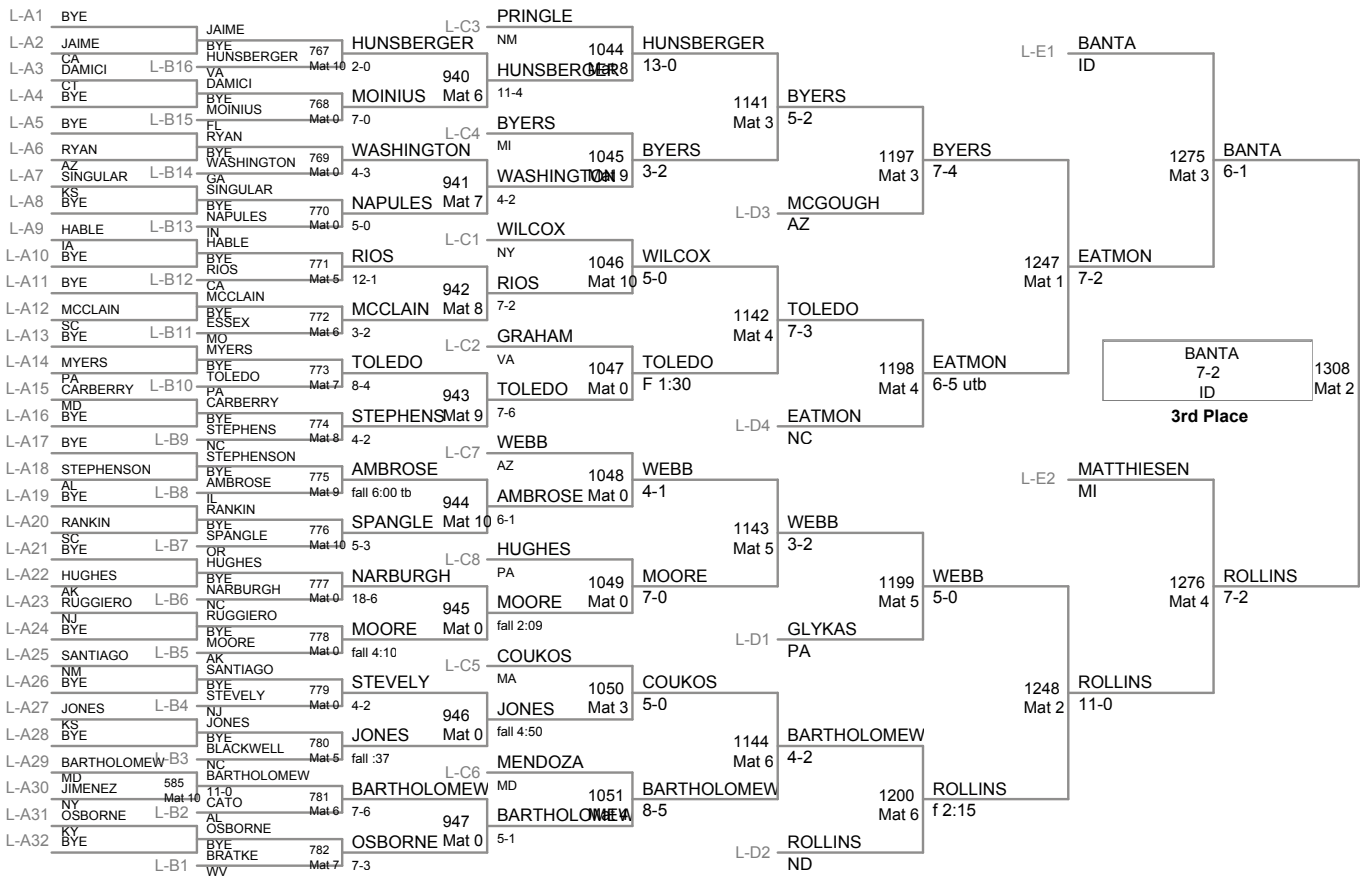 L-A1 BYE
L-A2 JAIME
CA
L-A3 DAMICI
CT
L-A4 BYE
L-A5 BYE
L-A6 RYAN
AZ
L-A7 SINGULAR
KS
L-A8 BYE
L-A9 HABLE
IA
L-A10 BYE
L-A11 BYE
L-A12 MCCLAIN
SC
L-A13 BYE
L-A14 MYERS
PA
L-A15 CARBERRY
MD
L-A16 BYE
L-A17 BYE
L-A18 STEPHENSON
AL
L-A19 BYE
L-A20 RANKIN
SC
L-A21 BYE
L-A22 HUGHES
AK
L-A23 RUGGIERO
NJ
L-A24 BYE
L-A25 SANTIAGO
NM
L-A26 BYE
L-A27 JONES
KS
L-A28 BYE
L-A29 BARTHOLOMEW
MD
L-A30 JIMENEZ
NY
585
Mat 10
L-A31 OSBORNE
KY
L-A32 BYE
JAIME
BYE
L-B16 HUNSBERGER
VA
767
Mat 10
DAMICI
BYE
L-B15 MOINIUS
FL
768
Mat 0
RYAN
BYE
L-B14 WASHINGTON
GA
769
Mat 0
SINGULAR
BYE
L-B13 NAPULES
IN
770
Mat 0
HABLE
BYE
L-B12 RIOS
CA
771
Mat 5
MCCLAIN
BYE
L-B11 ESSEX
MO
772
Mat 6
MYERS
BYE
L-B10 TOLEDO
PA
773
Mat 7
CARBERRY
BYE
L-B9 STEPHENS
NC
774
Mat 8
STEPHENSON
BYE
L-B8 AMBROSE
IL
775
Mat 9
RANKIN
BYE
L-B7 SPANGLE
OR
776
Mat 10
HUGHES
BYE
L-B6 NARBURGH
NC
777
Mat 0
RUGGIERO
BYE
L-B5 MOORE
AK
778
Mat 0
SANTIAGO
BYE
L-B4 STEVELY
NJ
779
Mat 0
JONES
BYE
L-B3 BLACKWELL
NC
780
Mat 5
BARTHOLOMEW
11-0
L-B2 CATO
AL
781
Mat 6
OSBORNE
BYE
L-B1 BRATKE
WV
782
Mat 7
HUNSBERGER
2-0
940
Mat 6
MOINIUS
7-0
WASHINGTON
4-3
941
Mat 7
NAPULES
5-0
RIOS
12-1
942
Mat 8
MCCLAIN
3-2
TOLEDO
8-4
943
Mat 9
STEPHENS
4-2
AMBROSE
fall 6:00 tb
944
Mat 10
SPANGLE
5-3
NARBURGH
18-6
945
Mat 0
MOORE
fall 4:10
STEVELY
4-2
946
Mat 0
JONES
fall :37
BARTHOLOMEW
7-6
947
Mat 0
OSBORNE
7-3
L-C3 PRINGLE
NM
1044
Mat 8
HUNSBERGER
11-4
L-C4 BYERS
MI
1045
Mat 9
WASHINGTON
4-2
L-C1 WILCOX
NY
1046
Mat 10
RIOS
7-2
L-C2 GRAHAM
VA
1047
Mat 0
TOLEDO
7-6
L-C7 WEBB
AZ
1048
Mat 0
AMBROSE
6-1
L-C8 HUGHES
PA
1049
Mat 0
MOORE
fall 2:09
L-C5 COUKOS
MA
1050
Mat 3
JONES
fall 4:50
L-C6 MENDOZA
MD
1051
Mat 4
BARTHOLOMEW
5-1
HUNSBERGER
13-0
1141
Mat 3
BYERS
3-2
WILCOX
5-0
1142
Mat 4
TOLEDO
F 1:30
WEBB
4-1
1143
Mat 5
MOORE
7-0
COUKOS
5-0
1144
Mat 6
BARTHOLOMEW
8-5
BYERS
5-2
1197
Mat 3
L-D3 MCGOUGH
AZ
TOLEDO
7-3
1198
Mat 4
L-D4 EATMON
NC
WEBB
3-2
1199
Mat 5
L-D1 GLYKAS
PA
BARTHOLOMEW
4-2
1200
Mat 6
L-D2 ROLLINS
ND
BYERS
7-4
1247
Mat 1
EATMON
6-5 utb
WEBB
5-0
1248
Mat 2
ROLLINS
f 2:15
L-E1 BANTA
ID
1275
Mat 3
EATMON
7-2
L-E2 MATTHIESEN
MI
1276
Mat 4
ROLLINS
11-0
BANTA
6-1
ROLLINS
7-2
BANTA
7-2
ID
1308
Mat 2
3rd Place